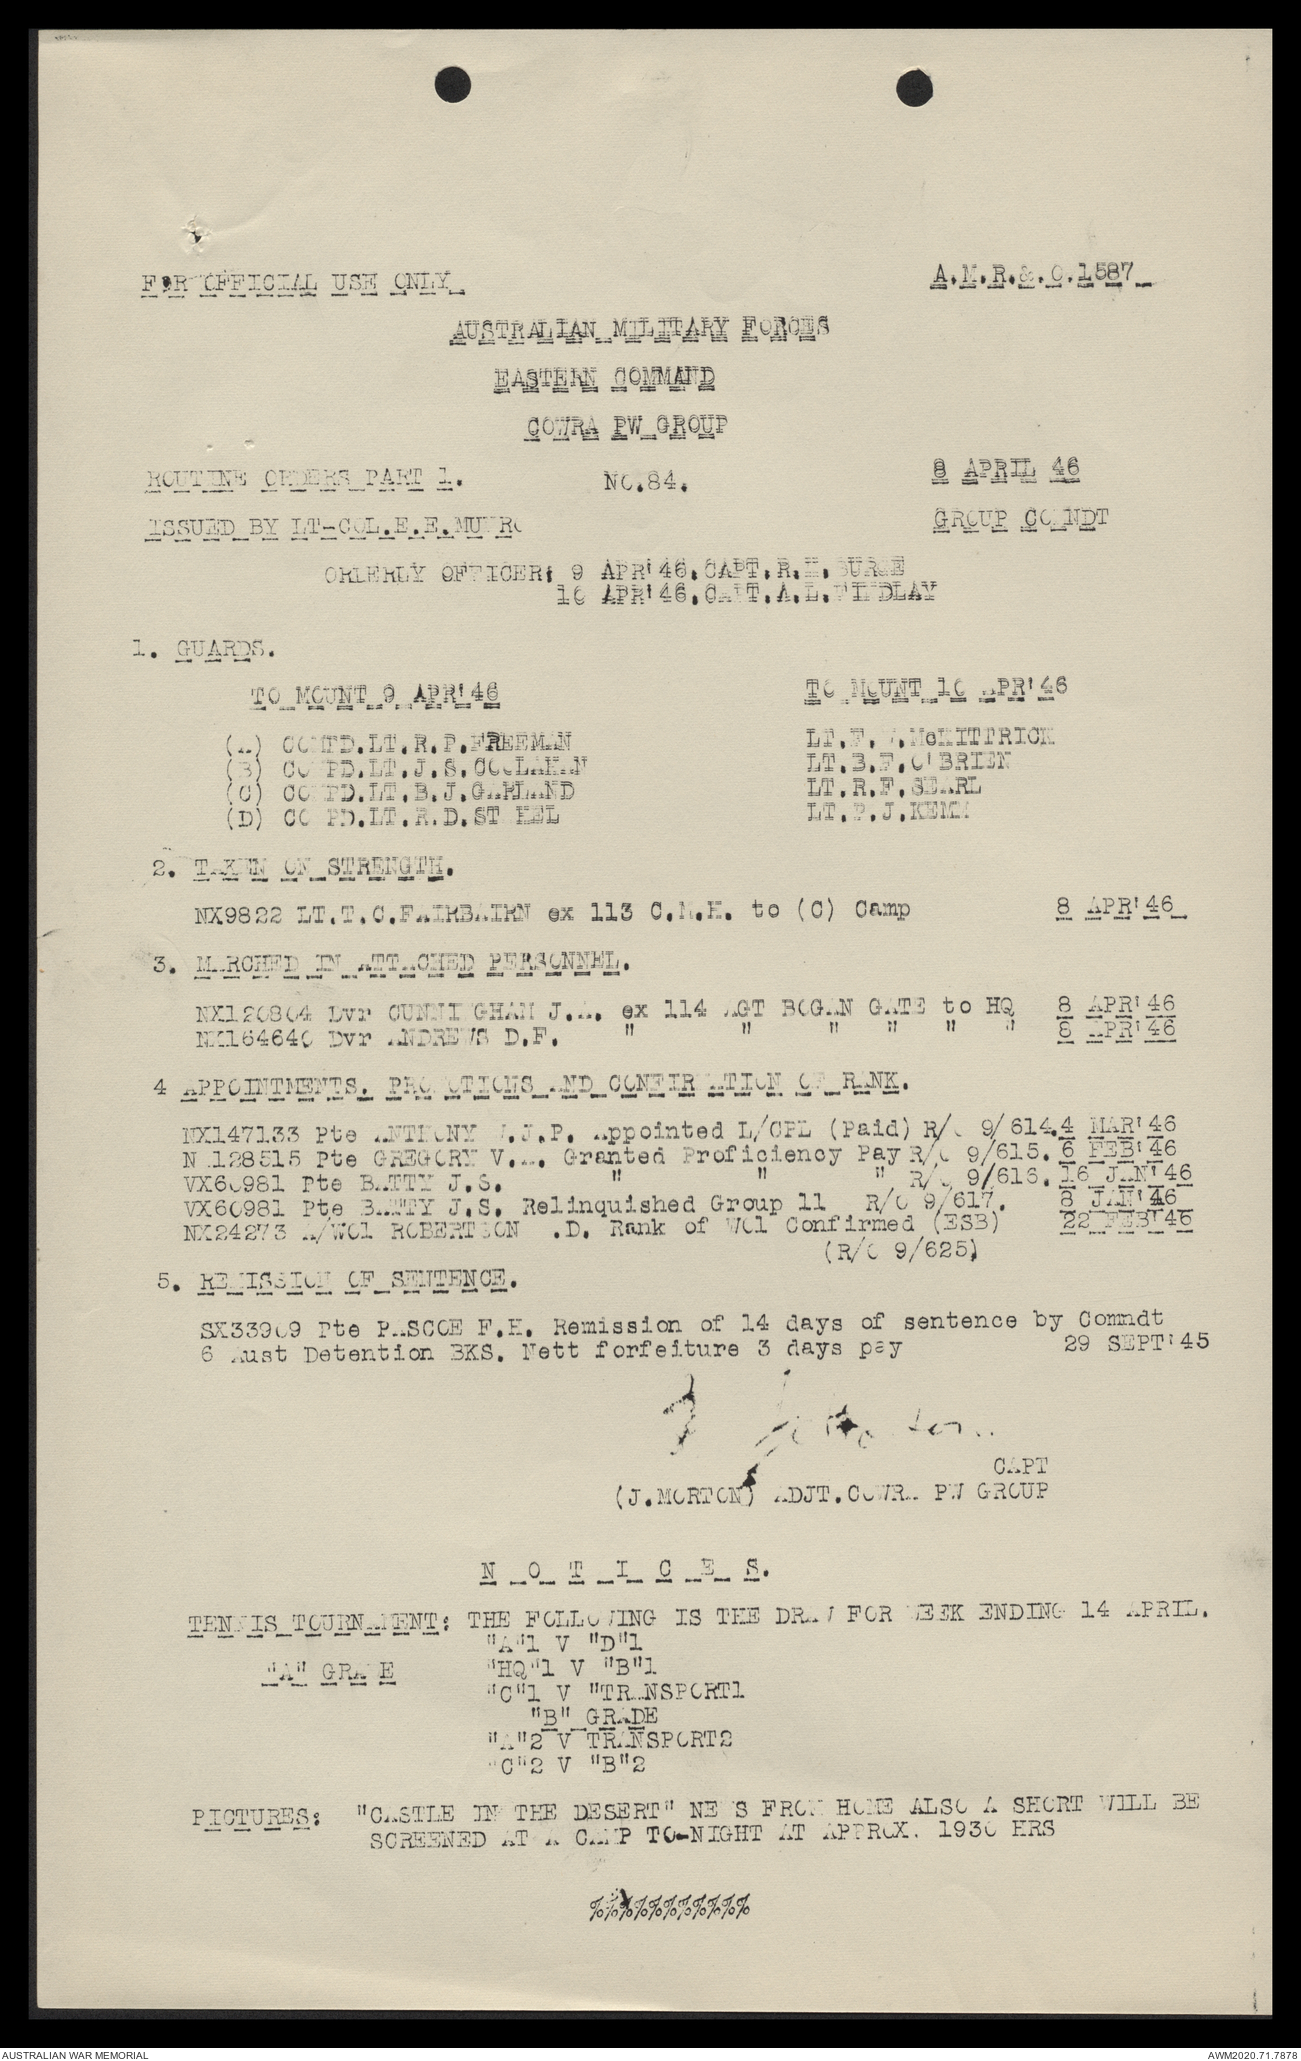 FOR OFFICIAL USE ONLY
A.M.R.&.O.1587
AUSTRALIAN MILITARY FORCES
EASTERN COMMAND
COWRA PW GROUP
ROUTINE ORDERS PART 1. NO.84. 8 APRIL 46
ISSUED BY LT-COL.E.E.MUNRO GROUP COMNDT
ORDERLY OFFICER: 9 APR'46.CAPT.R.H.BURGE
10 APR'46.CAPT.A.L.FINDLAY
1. GUARDS.
TO MOUNT 9 APR'46 TO MOUNT 10 APR'46
(A) COMPD.LT.R.P.FREEMAN LT.F. .McKITTRICK
(B) COMPD.LT.J.S.COOLAHAN LT.B.F.O'BRIEN
(C) COMPD.LT.B.J.GARLAND LT.R.F.SEARL
(D) COMPD.LT.R.D. LT.P.J.
2. TAKEN ON STRENGTH.
NX9822 LT.T.C.FAIRBAIRN ex 113 C.M.H. to (C) Camp 8 APR'46
3. MARCHED IN ATTACHED PERSONNEL.
NX120804 Dvr CUNNINGHAM J.A. ex 114 AGT BOGAN GATE to HQ 8 APR'46
NX164640 Dvr ANDREWS D.F. " " " " " " 8 APR'46
4 APPOINTMENTS. PROMOTIONS AND CONFIRMATION OF RANK.
NX147133 Pte ANTHONY .J.P. Appointed L/CPL (Paid) R/O 9/614. 4 MAR'46
NX128515 Pte GREGORY V.A. Granted Proficiency Pay R/O 9/615. 6 FEB'46
VX60981 Pte BATTY J.S. " " " R/O 9/616. 16 JAN'46
VX60981 Pte BATTY J.S. Relinquished Group 11 R/O 9/617. 8 JAN'46
NX24273 A/WO1 ROBERTSON .D. Rank of WO1 Confirmed (ESB) 22 FEB'46
(R/O 9/625)
5. REMISSION OF SENTENCE.
SX33909 Pte PASCOE F.H. Remission of 14 days of sentence by Comndt
6 Aust Detention BKS. Nett forfeiture 3 days pay 29 SEPT'45
CAPT
(J.MORTON) ADJT.COWRA PW GROUP
N O T I C E S.
TENNIS TOURNAMENT: THE FOLLOWING IS THE DRAW FOR WEEK ENDING 14 APRIL.
"A"1 V "D"1
"A" GRADE "HQ"1 V "B"1
"C"1 V "TRANSPORT1
"B" GRADE
"A"2 V TRANSPORT2
"C"2 V "B"2
PICTURES: "CASTLE IN THE DESERT" NEWS FROM HOME ALSO A SHORT WILL BE
SCREENED AT A CAMP TO-NIGHT AT APPROX. 1930 HRS
%%%%%%%%%%%
AUSTRALIAN WAR MEMORIAL AWM2020.71.7878